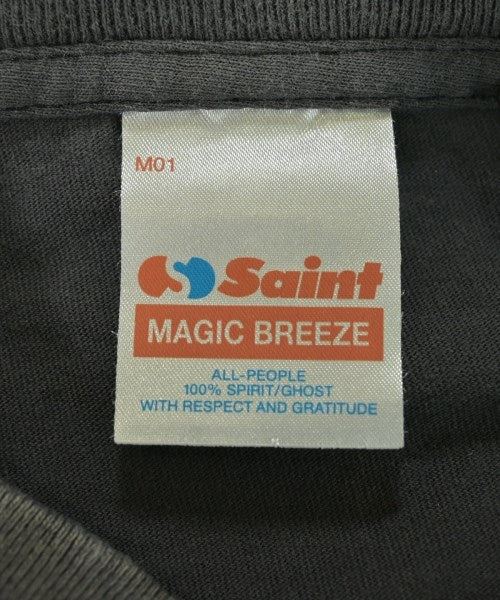 M01
Saint
MAGIC BREEZE
ALL-PEOPLE
100% SPIRIT/GHOST
WITH RESPECT AND GRATITUDE